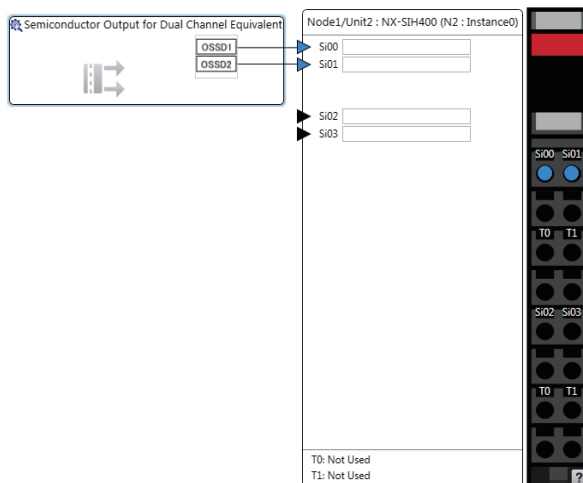 Semiconductor Output for Dual Channel Equivalent
OSSD1
OSSD2
Node1/Unit2 : NX-SIH400 (N2 : Instance0)
Si00
Si01
Si02
Si03
T0: Not Used
T1: Not Used
Si00 Si01
T0 T1
Si02 Si03
T0 T1
?